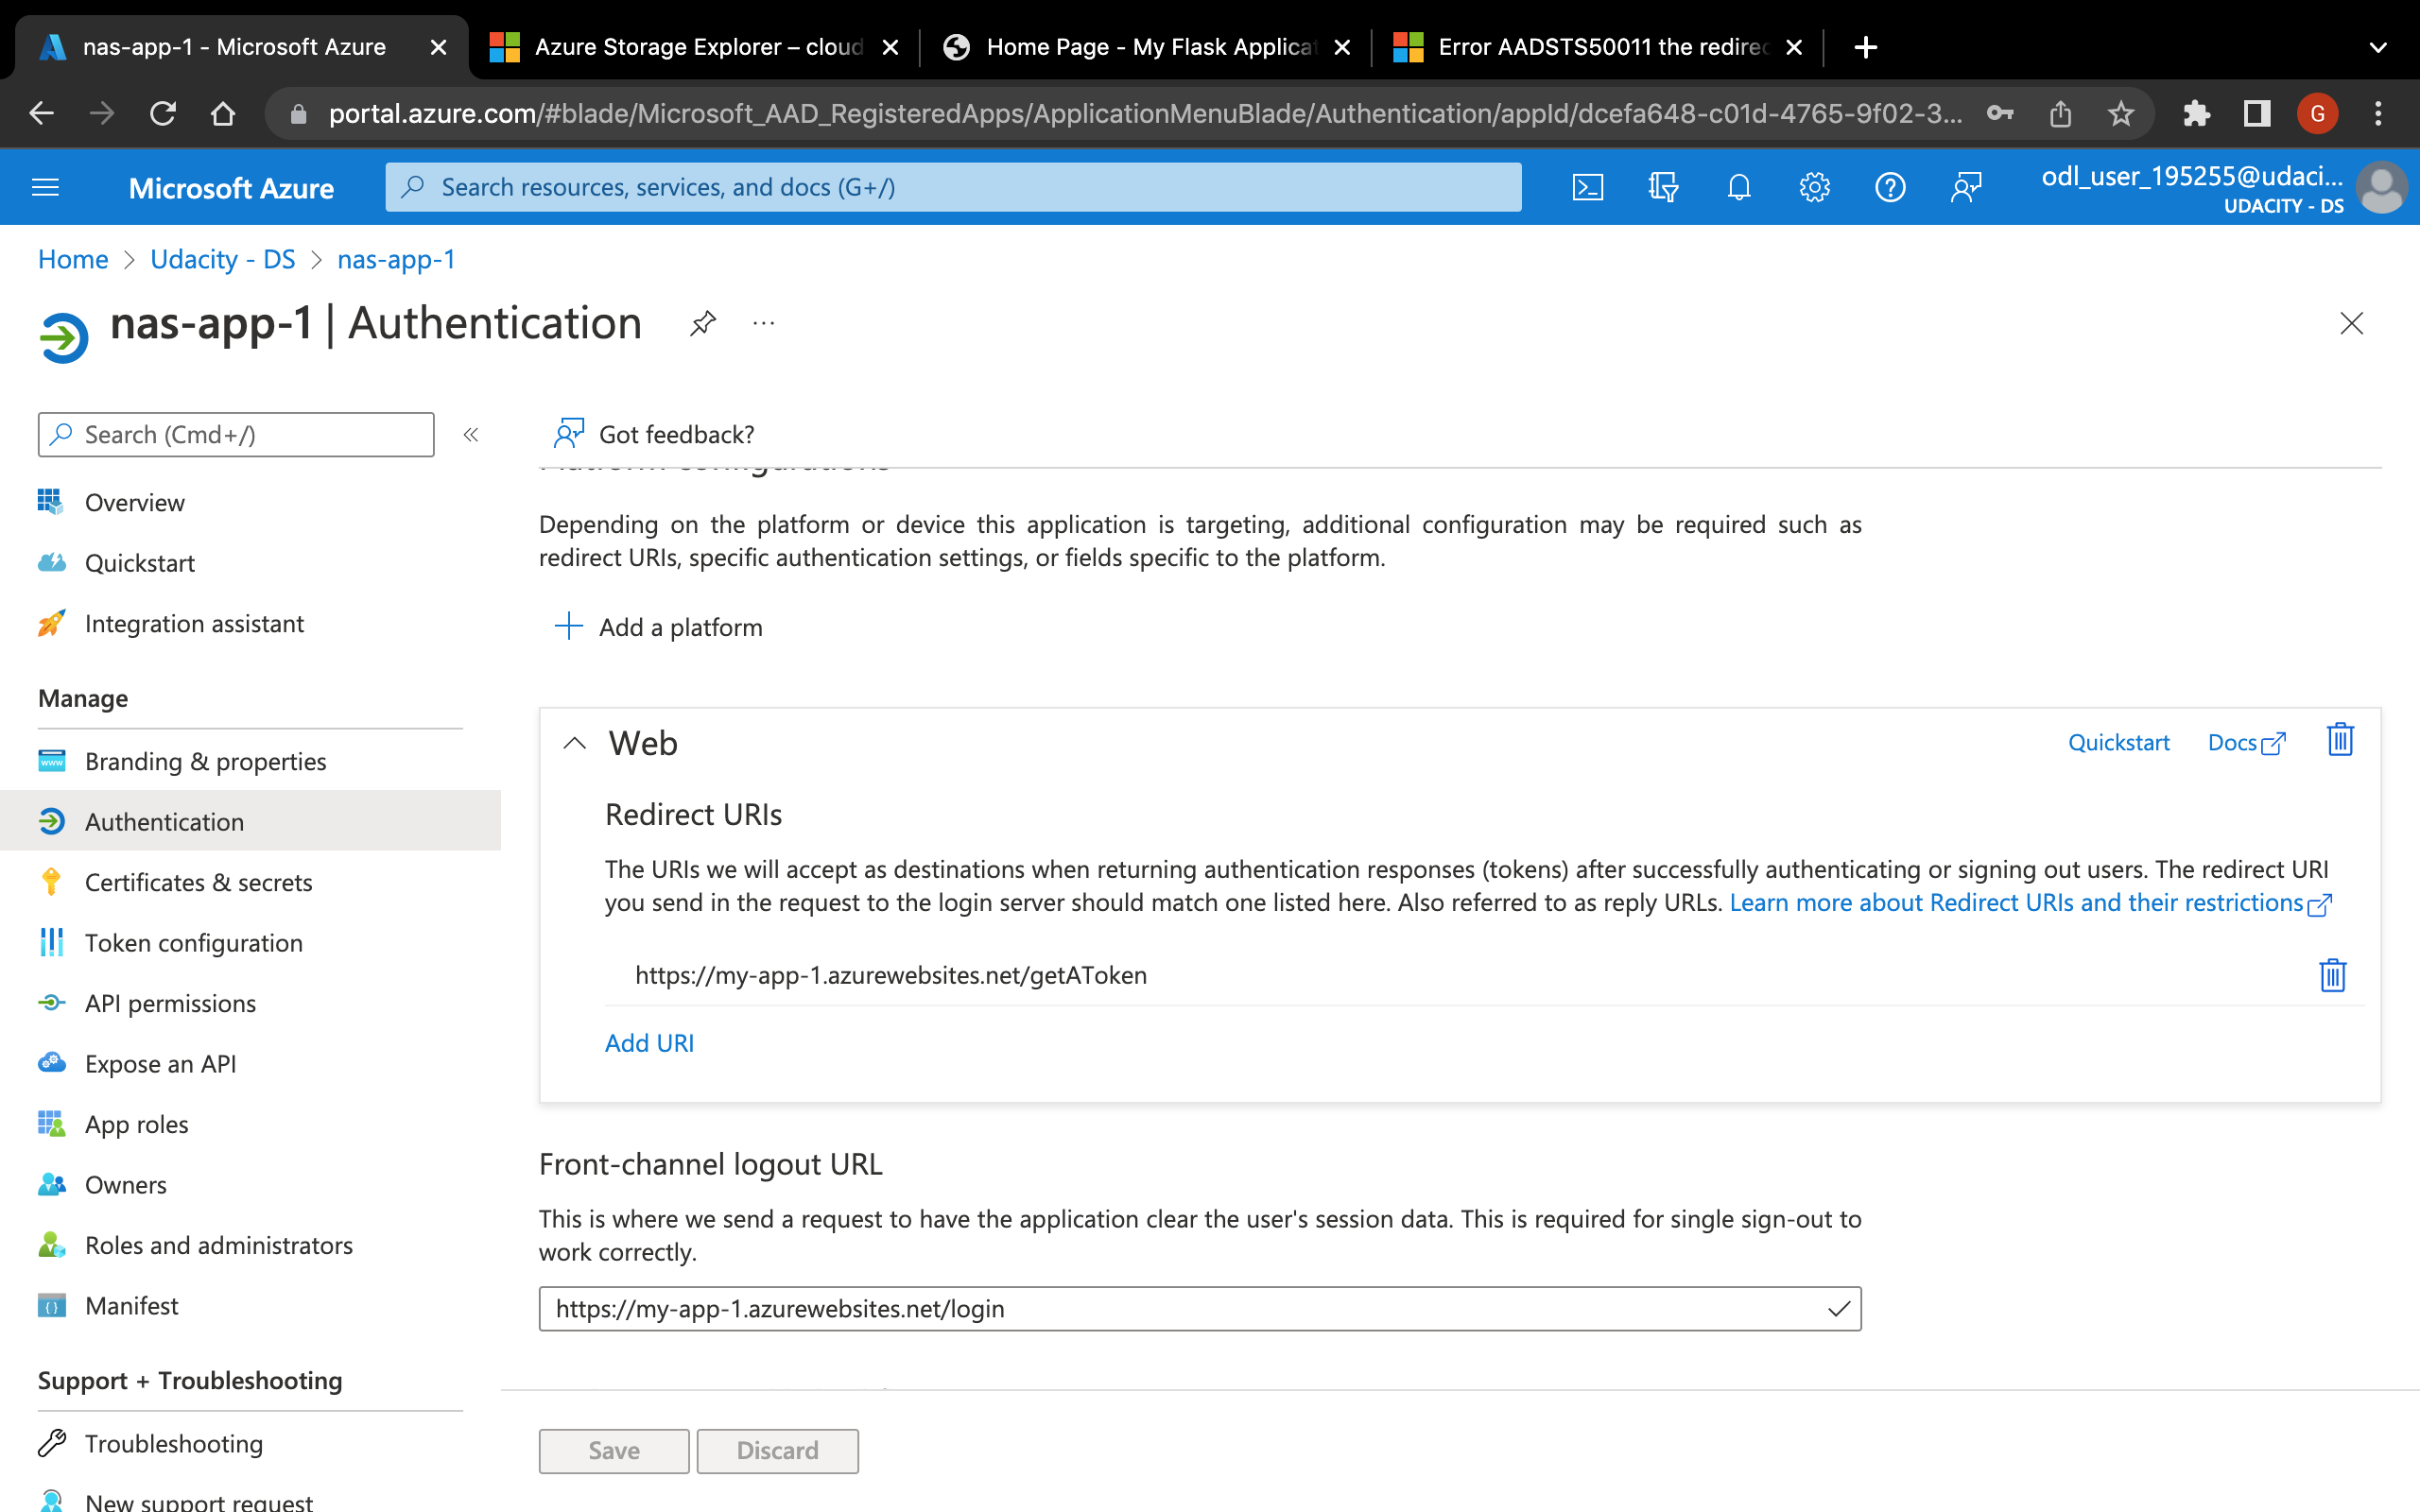 nas-app-1 - Microsoft Azure
Azure Storage Explorer – cloud
Home Page - My Flask Applicat
Error AADSTS50011 the redirec
portal.azure.com/#blade/Microsoft_AAD_RegisteredApps/ApplicationMenuBlade/Authentication/appId/dcefa648-c01d-4765-9f02-3...
G
Microsoft Azure
Search resources, services, and docs (G+/)
odl_user_195255@udaci...
UDACITY - DS
Home > Udacity - DS > nas-app-1
nas-app-1 | Authentication
Search (Cmd+/)
Got feedback?
Platform configurations
Overview
Quickstart
Integration assistant
Manage
Branding & properties
Authentication
Certificates & secrets
Token configuration
API permissions
Expose an API
App roles
Owners
Roles and administrators
Manifest
Support + Troubleshooting
Troubleshooting
New support request
Depending on the platform or device this application is targeting, additional configuration may be required such as
redirect URIs, specific authentication settings, or fields specific to the platform.
Add a platform
Web
Quickstart
Docs
Redirect URIs
The URIs we will accept as destinations when returning authentication responses (tokens) after successfully authenticating or signing out users. The redirect URI
you send in the request to the login server should match one listed here. Also referred to as reply URLs. Learn more about Redirect URIs and their restrictions
https://my-app-1.azurewebsites.net/getAToken
Add URI
Front-channel logout URL
This is where we send a request to have the application clear the user's session data. This is required for single sign-out to
work correctly.
https://my-app-1.azurewebsites.net/login
Save
Discard